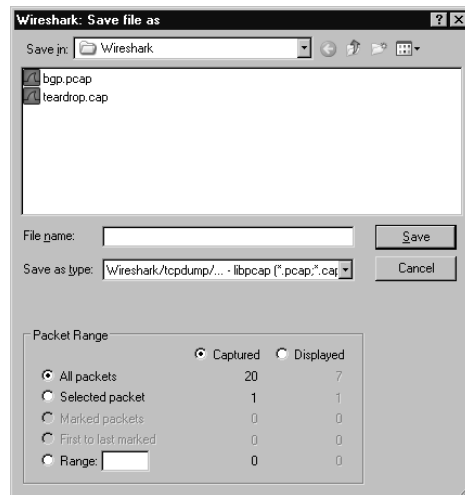 Wireshark: Save file as
Save in: Wireshark
bgp.pcap
teardrop.cap
File name: Save
Save as type: Wireshark/tcpdump/... - libpcap (*.pcap;*.cap Cancel
Packet Range
Captured Displayed
All packets 20 7
Selected packet 1 1
Marked packets 0 0
First to last marked 0 0
Range: 0 0